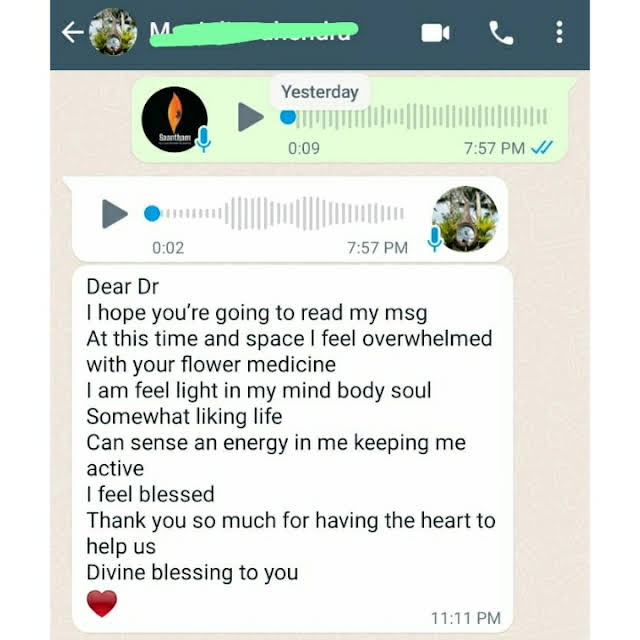 Yesterday
Saantham
0:09 7:57 PM
0:02 7:57 PM
Dear Dr
I hope you're going to read my msg
At this time and space I feel overwhelmed
with your flower medicine
I am feel light in my mind body soul
Somewhat liking life
Can sense an energy in me keeping me
active
I feel blessed
Thank you so much for having the heart to
help us
Divine blessing to you
11:11 PM